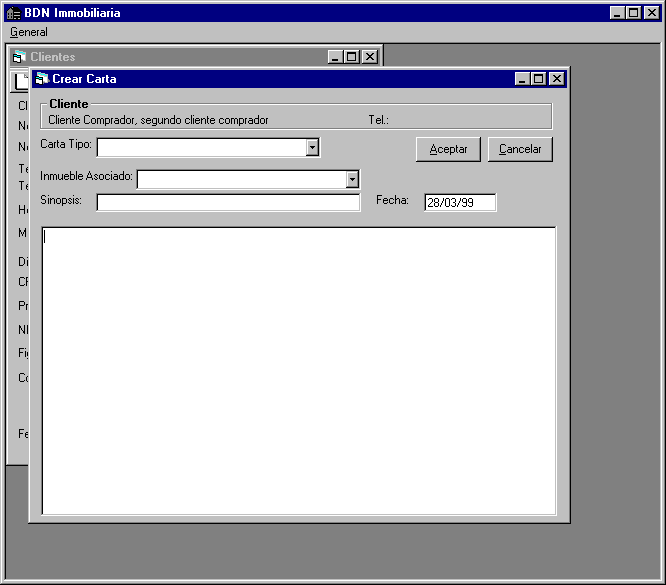 BDN Immobiliaria
General
Clientes
Crear Carta
Cliente
Cliente Comprador, segundo cliente comprador Tel.:
Carta Tipo: Aceptar Cancelar
Inmueble Asociado:
Sinopsis: Fecha: 28/03/99